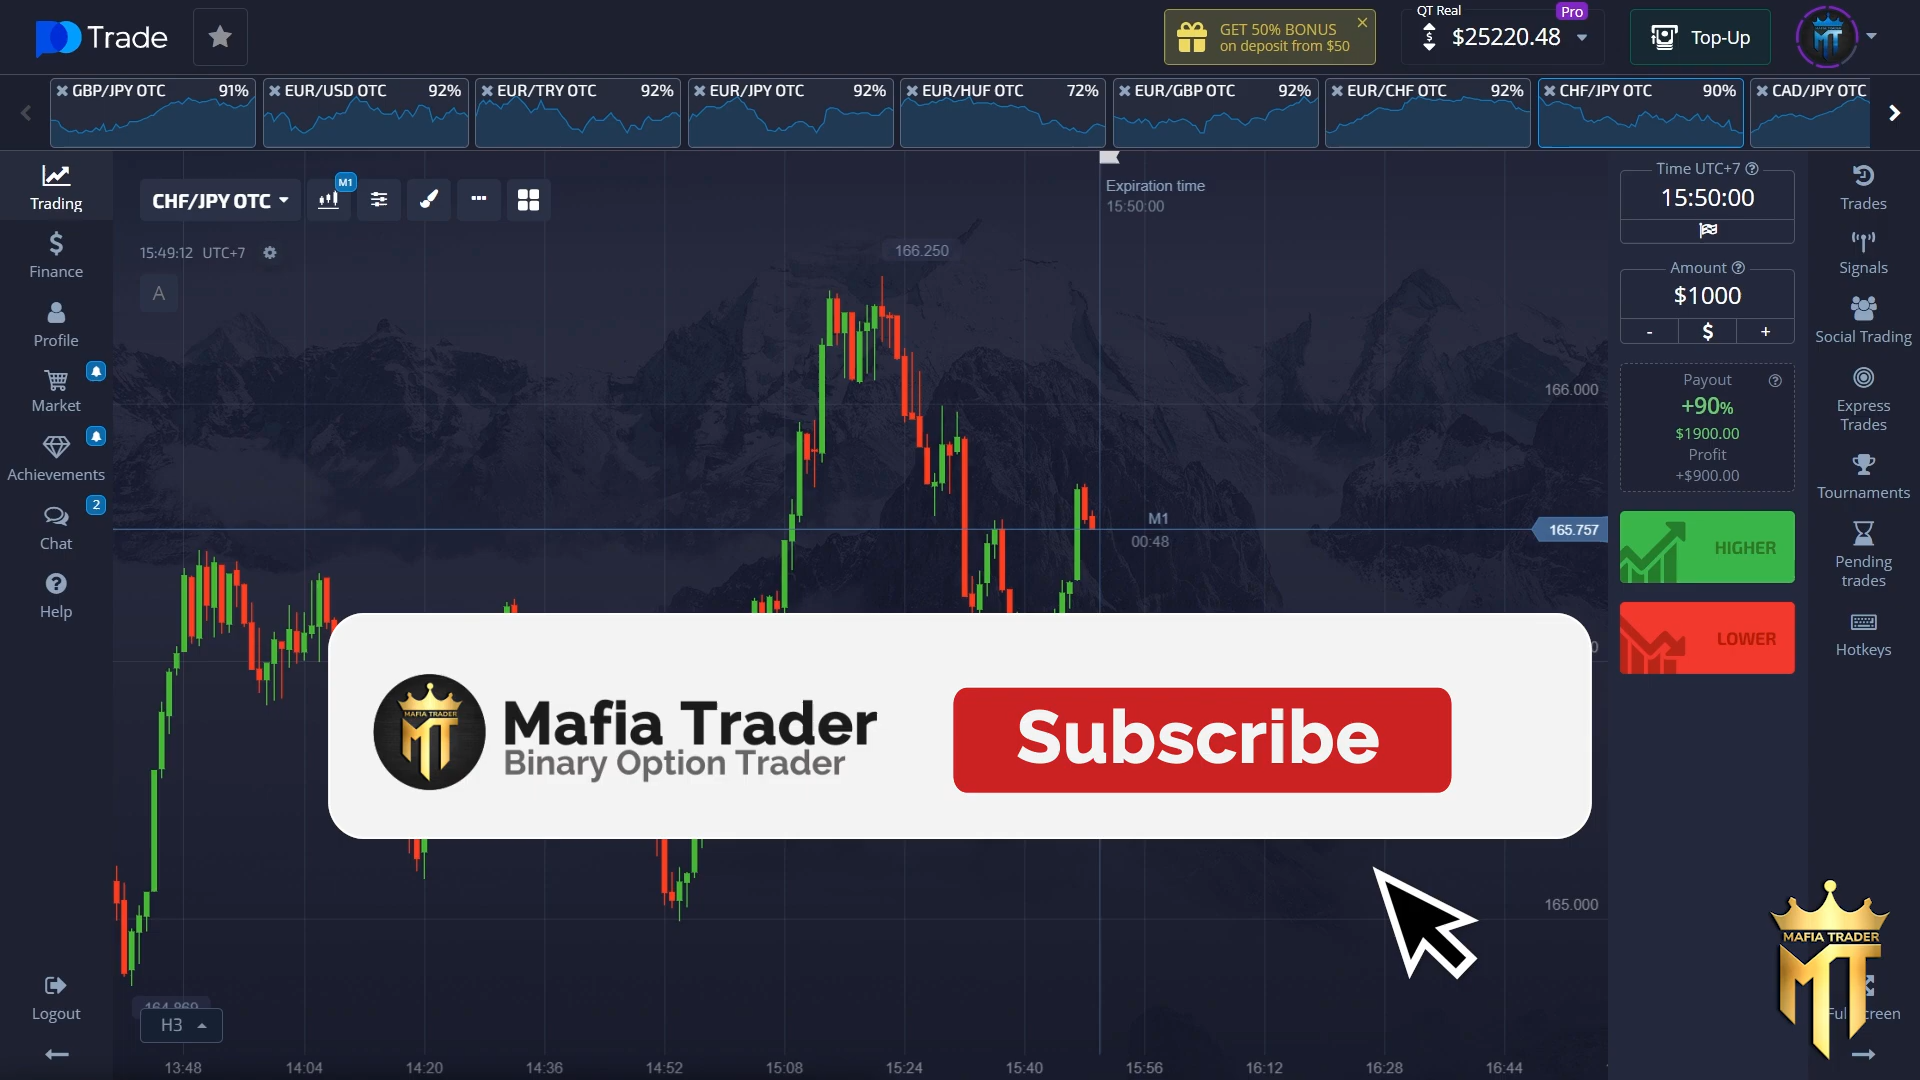 Trade
GET 50% BONUS
on deposit from $50
QT Real
Pro
$25220.48
Top-Up
GBP/JPY OTC 91%
EUR/USD OTC 92%
EUR/TRY OTC 92%
EUR/JPY OTC 92%
EUR/HUF OTC 72%
EUR/GBP OTC 92%
EUR/CHF OTC 92%
CHF/JPY OTC 90%
CAD/JPY OTC
Trading
Finance
Profile
Market
Achievements
2
Chat
Help
Logout
CHF/JPY OTC
M1
15:49:12 UTC+7
A
166.250
Expiration time
15:50:00
166.000
M1
00:48
165.757
165.000
H3
13:48 14:04 14:20 14:36 14:52 15:08 15:24 15:40 15:56 16:12 16:28 16:44
Mafia Trader
Binary Option Trader
MAFIA TRADER
MT
Subscribe
Time UTC+7
15:50:00
Amount
$1000
- $ +
Payout
+90%
$1900.00
Profit
+$900.00
HIGHER
LOWER
Trades
Signals
Social Trading
Express
Trades
Tournaments
Pending
trades
Hotkeys
MAFIA TRADER
MT